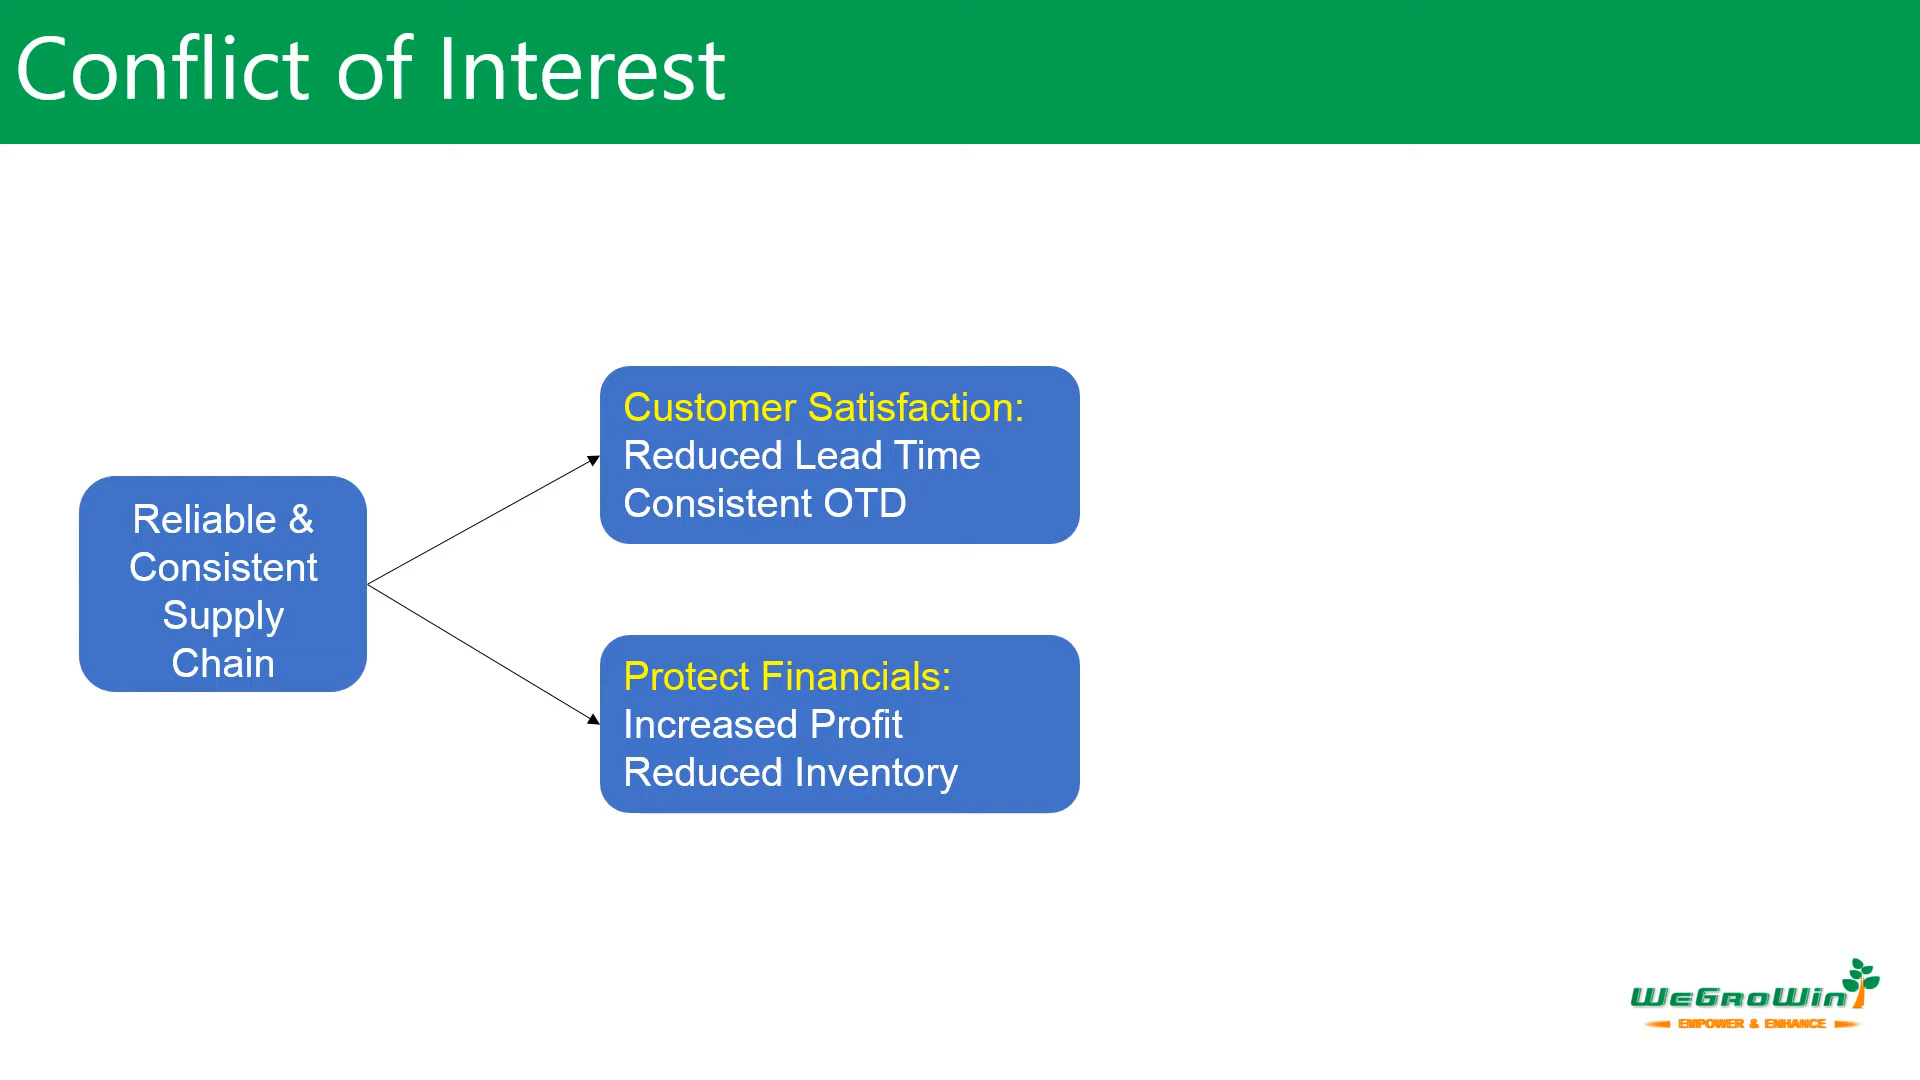 Conflict of Interest
Reliable &
Consistent
Supply
Chain
Customer Satisfaction:
Reduced Lead Time
Consistent OTD
Protect Financials:
Increased Profit
Reduced Inventory
WeGroWin
EMPOWER & ENHANCE